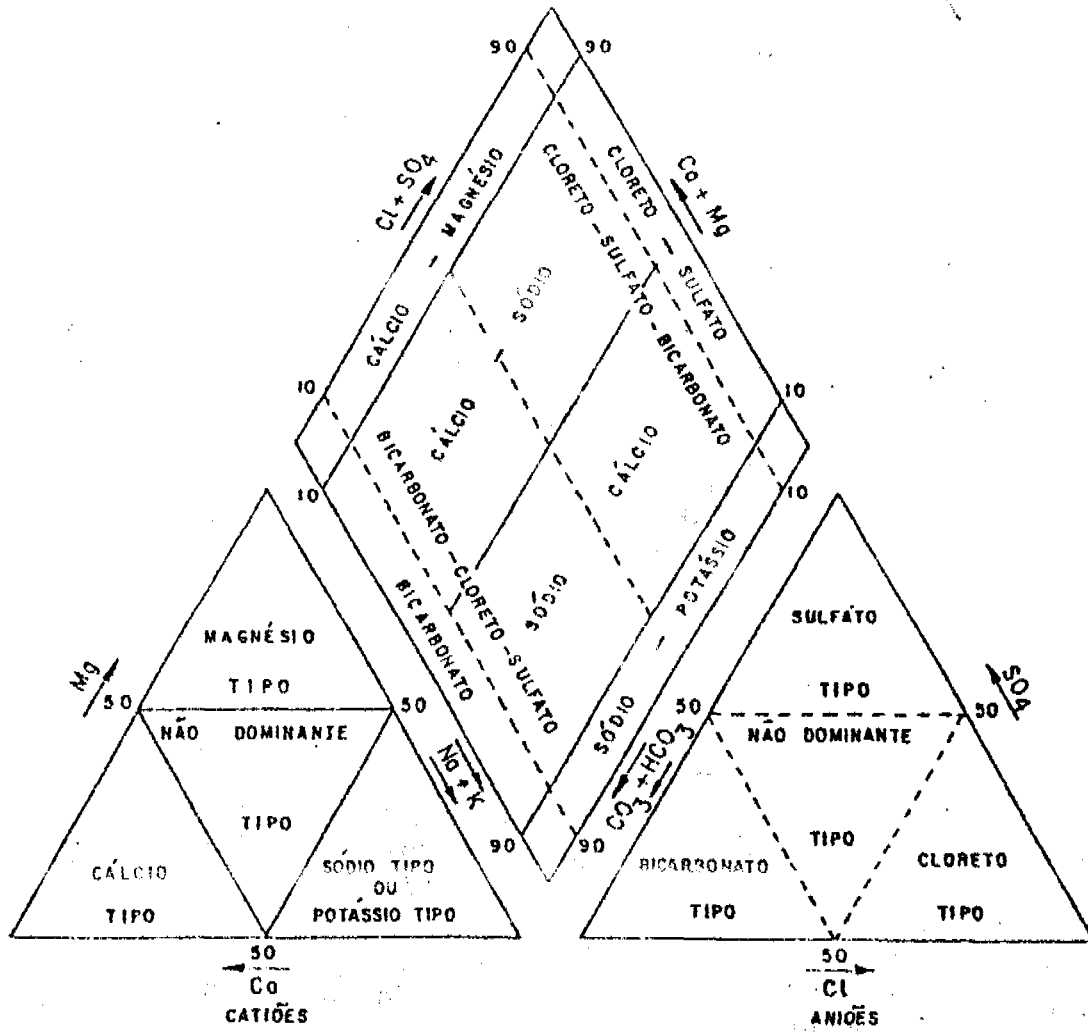 90
90
Cl + SO4
Ca + Mg
CÁLCIO – MAGNÉSIO
CLORETO – SULFATO
CLORETO – SULFATO – BICARBONATO
SÓDIO
CÁLCIO
CÁLCIO
SÓDIO
10
10
10
10
BICARBONATO – CLORETO – SULFATO
BICARBONATO
SÓDIO – POTÁSSIO
90
90
Na + K
CO3 + HCO3
Mg
MAGNÉSIO
TIPO
50
50
NÃO DOMINANTE
TIPO
CÁLCIO
TIPO
SÓDIO TIPO
OU
POTÁSSIO TIPO
50
Ca
CATIÕES
SULFATO
TIPO
SO4
50
50
NÃO DOMINANTE
TIPO
BICARBONATO
TIPO
CLORETO
TIPO
50
Cl
ANIÕES